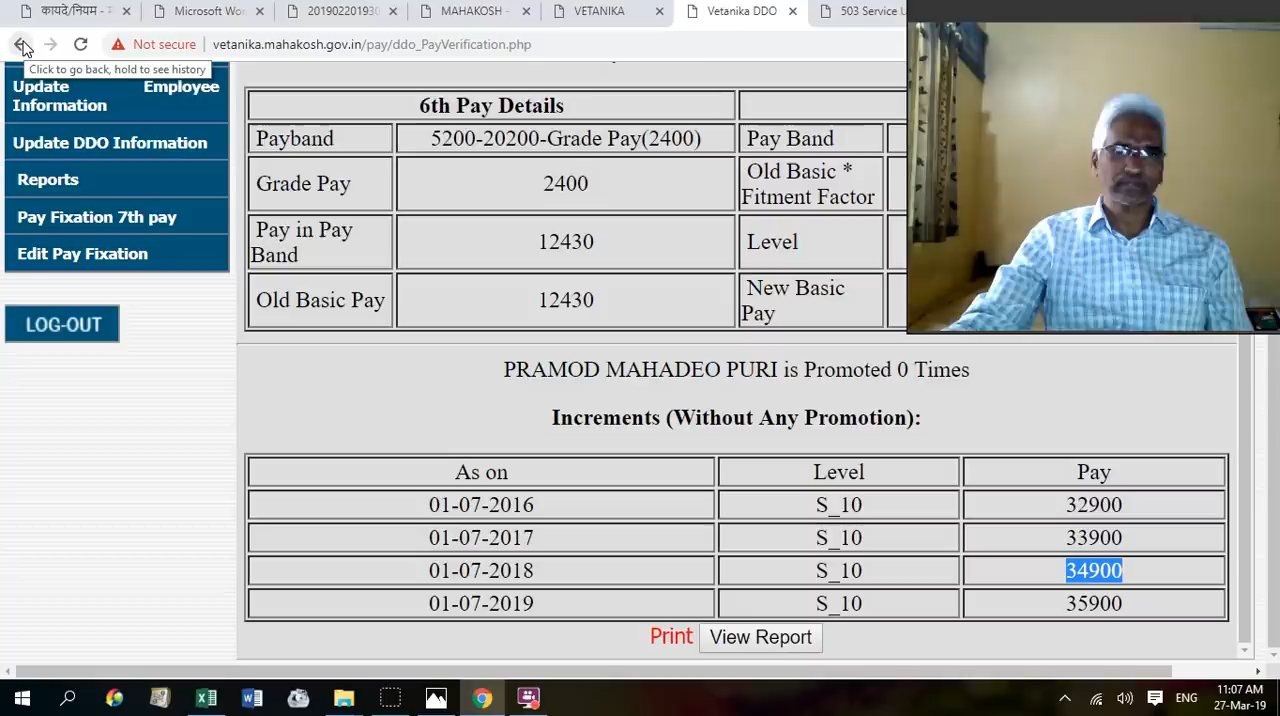 कायदे/नियम - म
Microsoft Wo
201902201930
MAHAKOSH -
VETANIKA
Vetanika DDO
503 Service U
Not secure
vetanika.mahakosh.gov.in/pay/ddo_PayVerification.php
Click to go back, hold to see history
Update Employee
Information
Update DDO Information
Reports
Pay Fixation 7th pay
Edit Pay Fixation
LOG-OUT
6th Pay Details
Payband 5200-20200-Grade Pay(2400) Pay Band
Grade Pay 2400 Old Basic *
Fitment Factor
Pay in Pay
Band 12430 Level
Old Basic Pay 12430 New Basic
Pay
PRAMOD MAHADEO PURI is Promoted 0 Times
Increments (Without Any Promotion):
As on Level Pay
01-07-2016 S_10 32900
01-07-2017 S_10 33900
01-07-2018 S_10 34900
01-07-2019 S_10 35900
Print View Report
ENG
11:07 AM
27-Mar-19